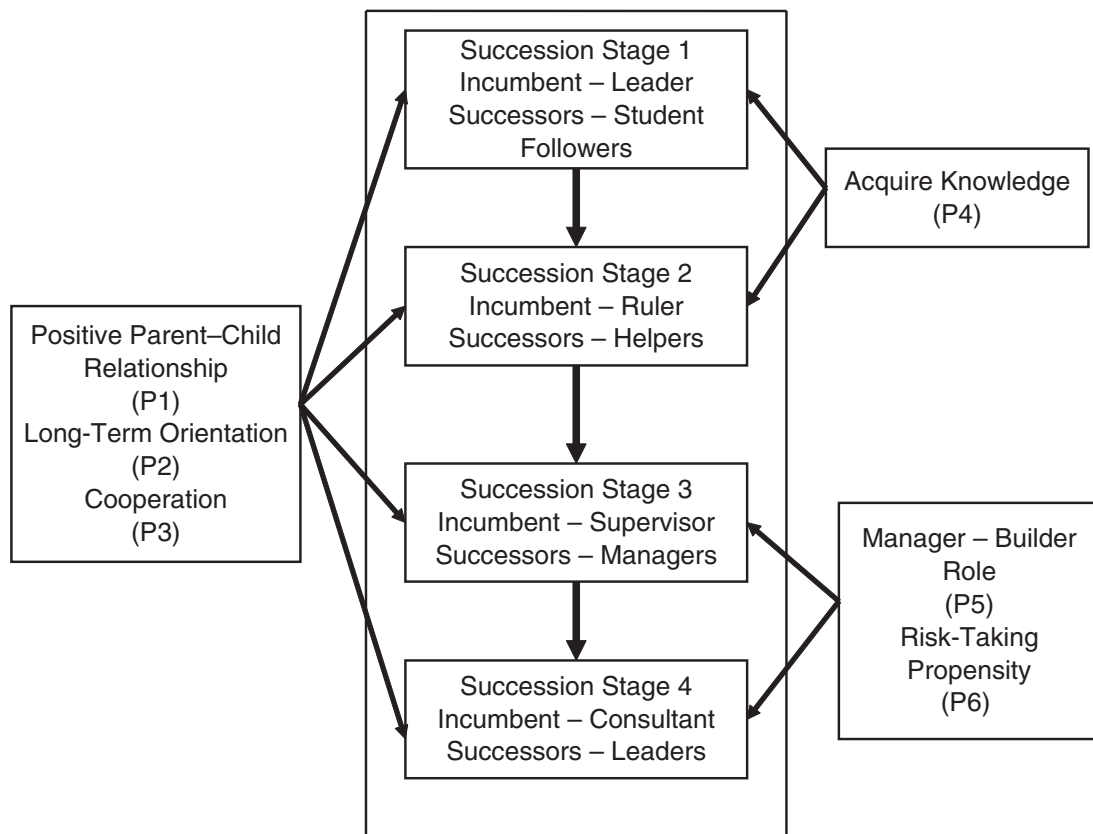 Succession Stage 1
Incumbent – Leader
Successors – Student
Followers
Acquire Knowledge
(P4)
Succession Stage 2
Incumbent – Ruler
Successors – Helpers
Positive Parent–Child
Relationship
(P1)
Long-Term Orientation
(P2)
Cooperation
(P3)
Succession Stage 3
Incumbent – Supervisor
Successors – Managers
Manager – Builder
Role
(P5)
Risk-Taking
Propensity
(P6)
Succession Stage 4
Incumbent – Consultant
Successors – Leaders